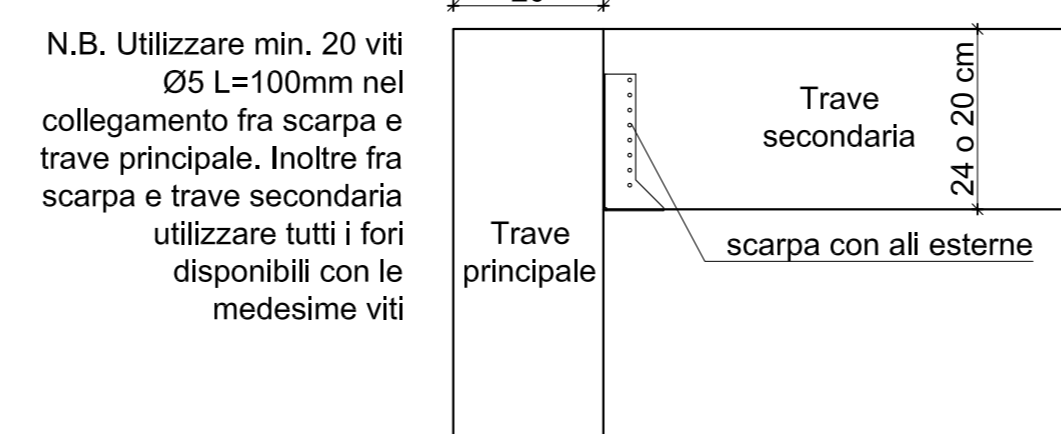 N.B. Utilizzare min. 20 viti
Ø5 L=100mm nel
collegamento fra scarpa e
trave principale. Inoltre fra
scarpa e trave secondaria
utilizzare tutti i fori
disponibili con le
medesime viti
Trave
principale
Trave
secondaria
24 o 20 cm
scarpa con ali esterne